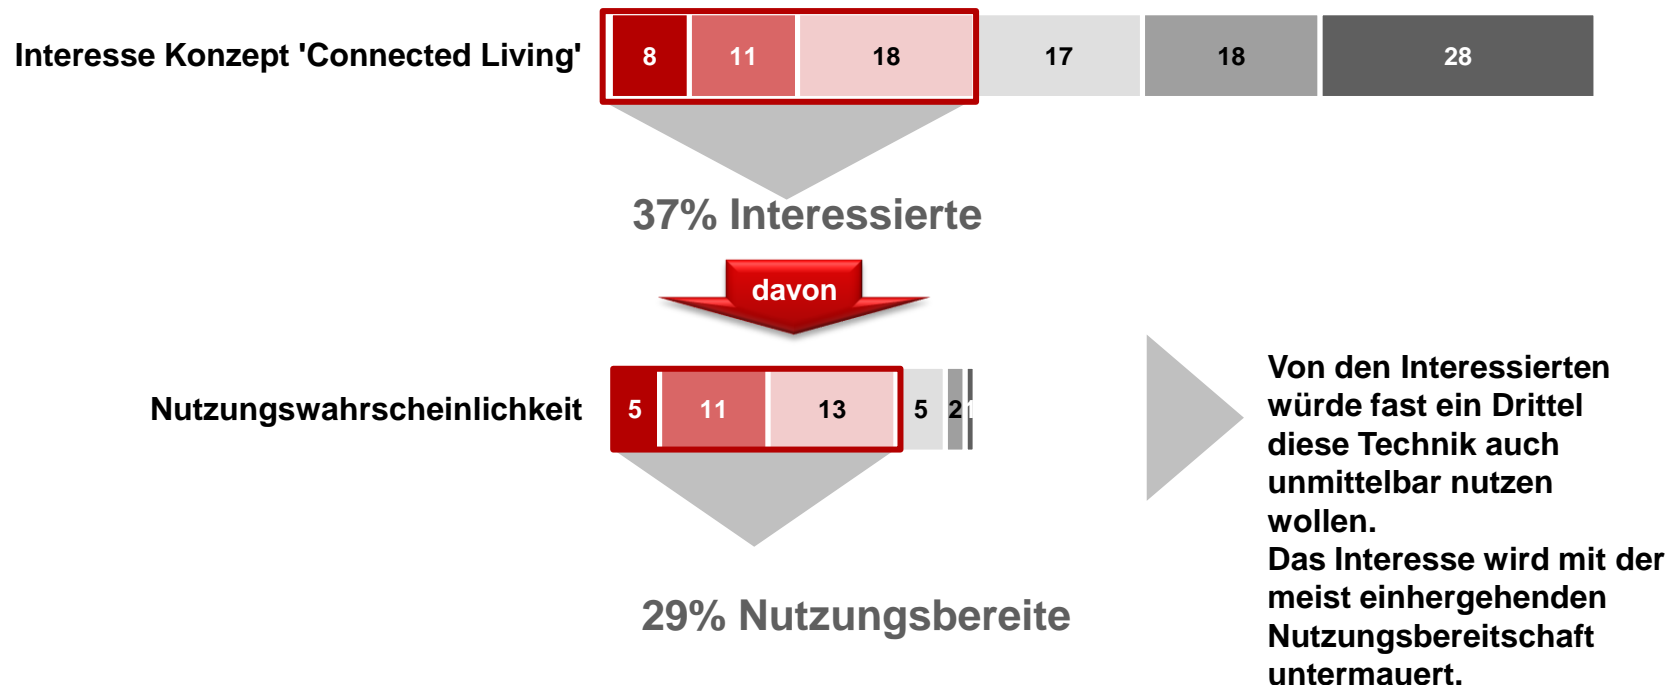 Interesse Konzept 'Connected Living' 8 11 18 17 18 28
37% Interessierte
davon
Nutzungswahrscheinlichkeit 5 11 13 5 2 1
29% Nutzungsbereite
Von den Interessierten
würde fast ein Drittel
diese Technik auch
unmittelbar nutzen
wollen.
Das Interesse wird mit der
meist einhergehenden
Nutzungsbereitschaft
untermauert.